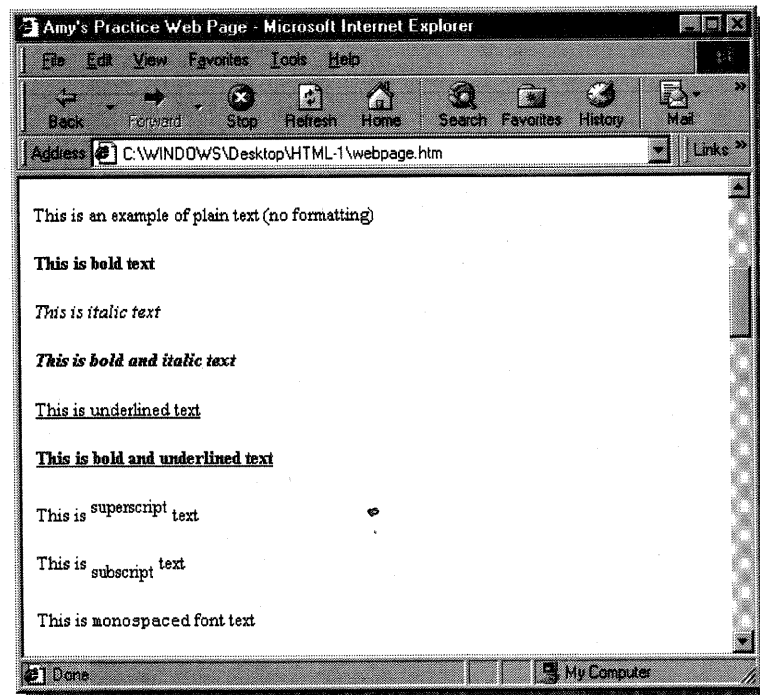 Amy's Practice Web Page - Microsoft Internet Explorer
File Edit View Favorites Tools Help
Back Forward Stop Refresh Home Search Favorites History Mail »
Address C:\WINDOWS\Desktop\HTML-1\webpage.htm Links »
This is an example of plain text (no formatting)
This is bold text
This is italic text
This is bold and italic text
This is underlined text
This is bold and underlined text
This is superscript text
This is subscript text
This is monospaced font text
Done My Computer